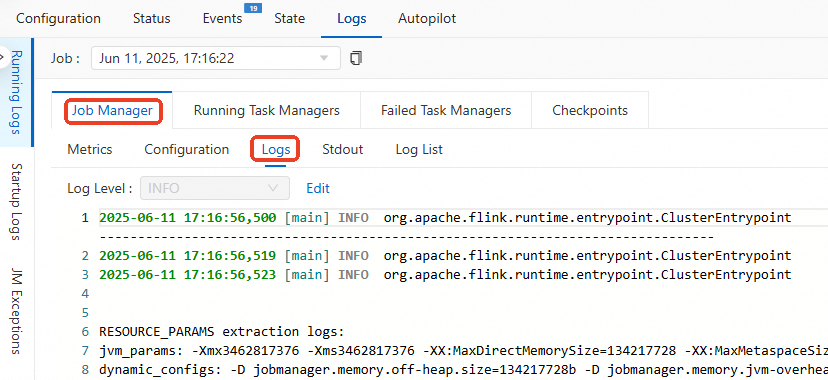 Configuration Status Events 19 State Logs Autopilot
Running Logs
Startup Logs
JM Exceptions
Job : Jun 11, 2025, 17:16:22
Job Manager Running Task Managers Failed Task Managers Checkpoints
Metrics Configuration Logs Stdout Log List
Log Level : INFO Edit
1 2025-06-11 17:16:56,500 [main] INFO org.apache.flink.runtime.entrypoint.ClusterEntrypoint
--------------------------------------------------------------------------------
2 2025-06-11 17:16:56,519 [main] INFO org.apache.flink.runtime.entrypoint.ClusterEntrypoint
3 2025-06-11 17:16:56,523 [main] INFO org.apache.flink.runtime.entrypoint.ClusterEntrypoint
4
5
6 RESOURCE_PARAMS extraction logs:
7 jvm_params: -Xmx3462817376 -Xms3462817376 -XX:MaxDirectMemorySize=134217728 -XX:MaxMetaspaceSiz
8 dynamic_configs: -D jobmanager.memory.off-heap.size=134217728b -D jobmanager.memory.jvm-overhea